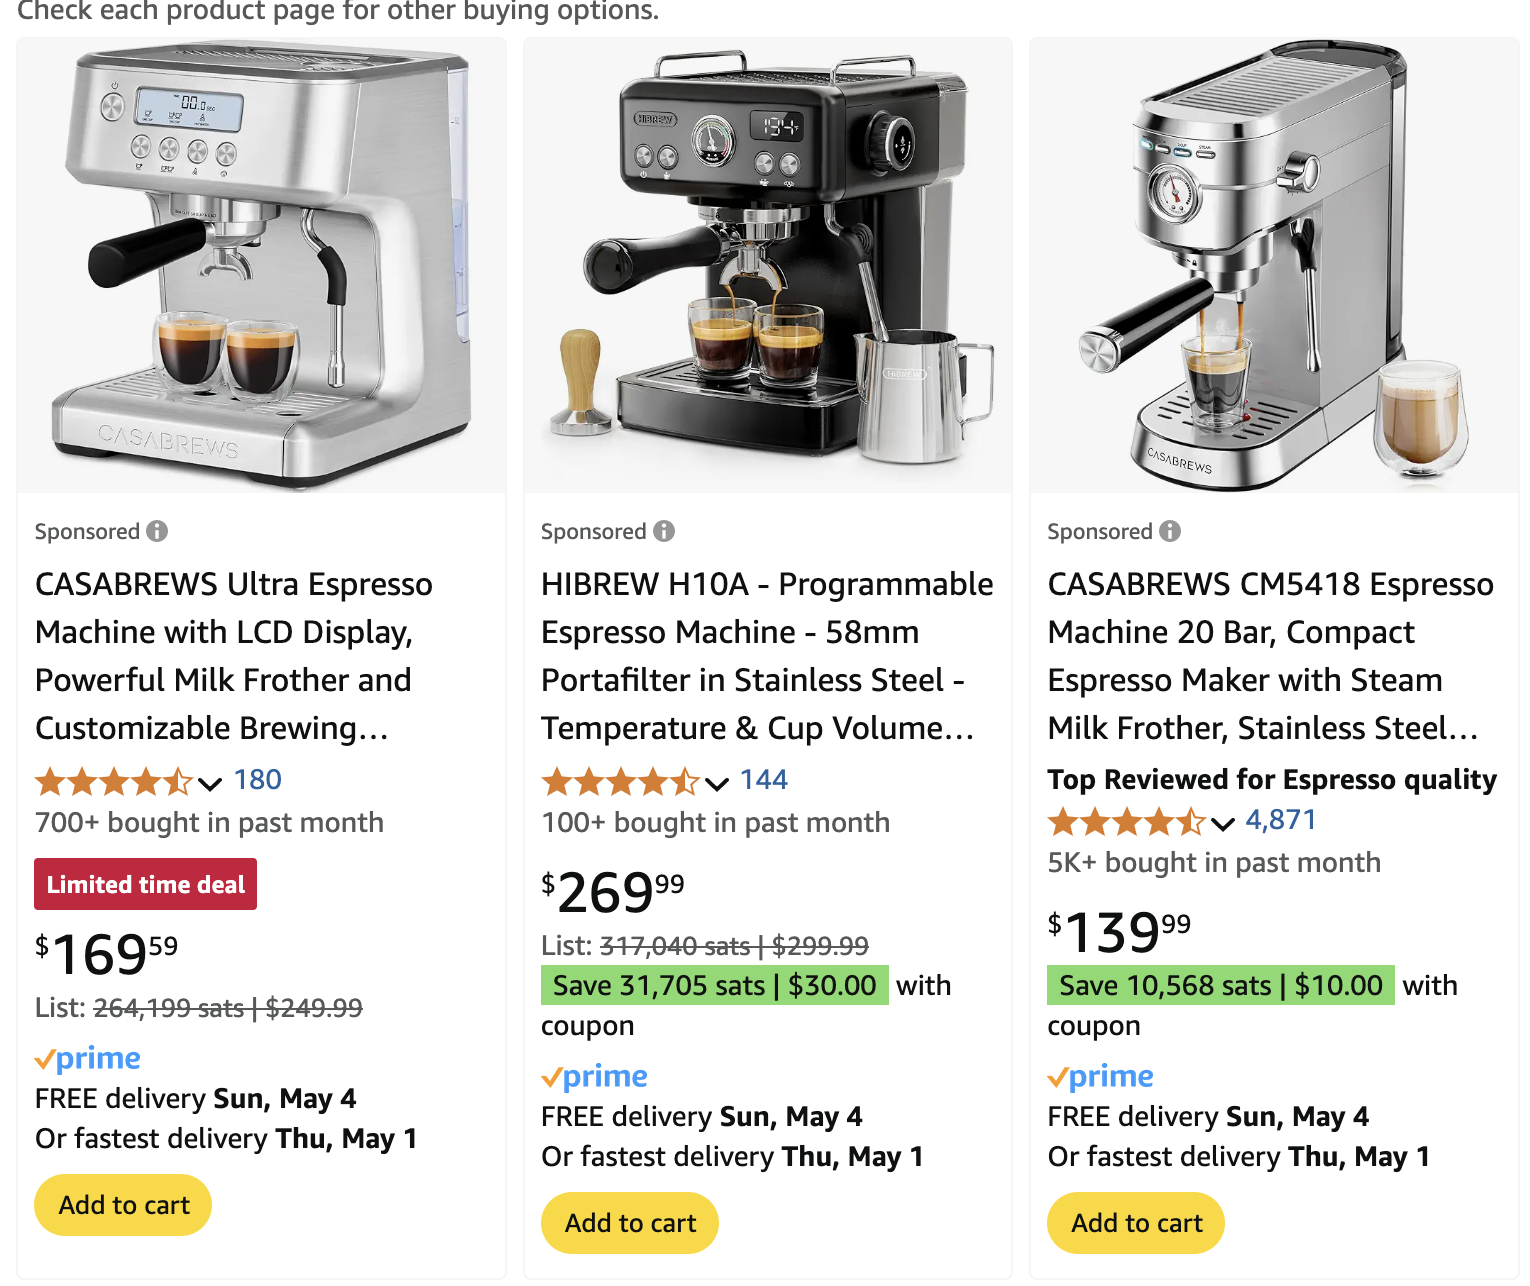 Check each product page for other buying options.
00.0 SEC
CASABREWS
Sponsored
CASABREWS Ultra Espresso
Machine with LCD Display,
Powerful Milk Frother and
Customizable Brewing…
180
700+ bought in past month
Limited time deal
$169 59
List: 264,199 sats | $249.99
prime
FREE delivery Sun, May 4
Or fastest delivery Thu, May 1
Add to cart
HIBREW
194 F
HIBREW
Sponsored
HIBREW H10A - Programmable
Espresso Machine - 58mm
Portafilter in Stainless Steel -
Temperature & Cup Volume…
144
100+ bought in past month
$269 99
List: 317,040 sats | $299.99
Save 31,705 sats | $30.00 with
coupon
prime
FREE delivery Sun, May 4
Or fastest delivery Thu, May 1
Add to cart
CASABREWS
Sponsored
CASABREWS CM5418 Espresso
Machine 20 Bar, Compact
Espresso Maker with Steam
Milk Frother, Stainless Steel…
Top Reviewed for Espresso quality
4,871
5K+ bought in past month
$139 99
Save 10,568 sats | $10.00 with
coupon
prime
FREE delivery Sun, May 4
Or fastest delivery Thu, May 1
Add to cart